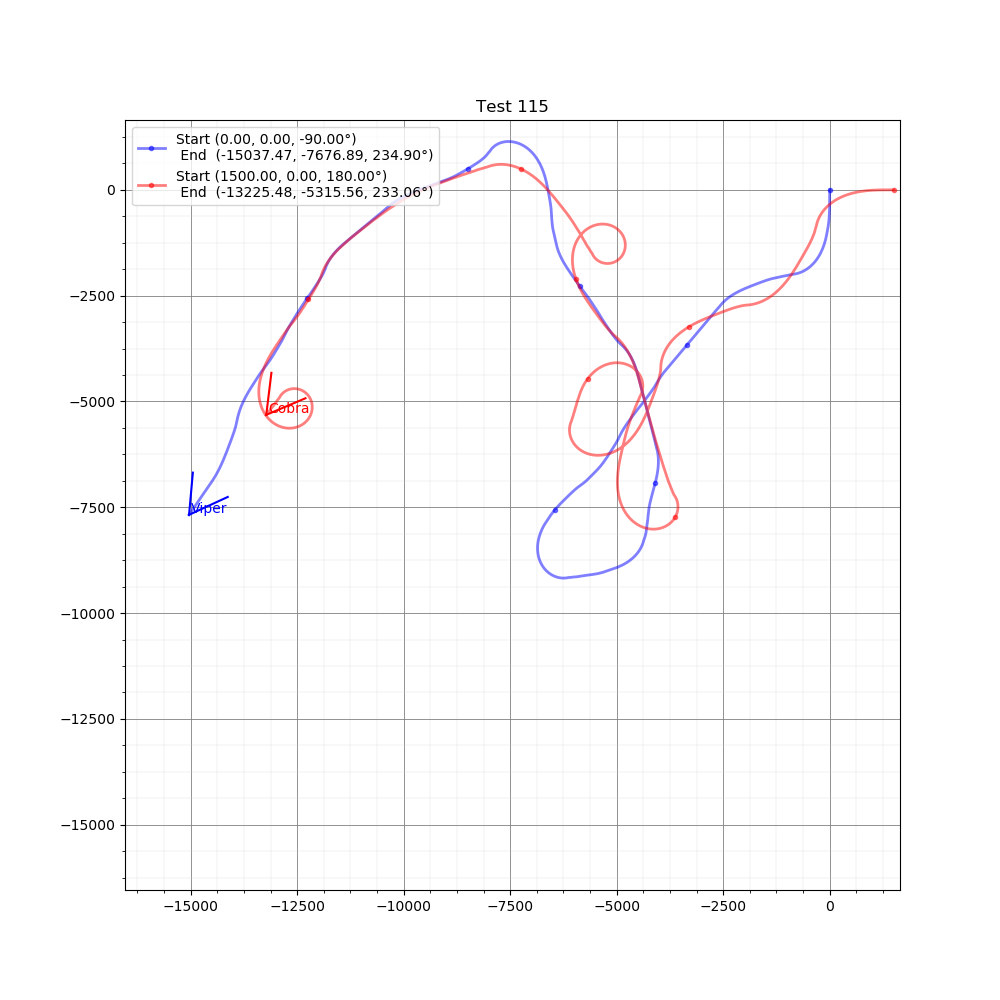 Test 115
Start (0.00, 0.00, -90.00°)
End  (-15037.47, -7676.89, 234.90°)
Start (1500.00, 0.00, 180.00°)
End  (-13225.48, -5315.56, 233.06°)
0
−2500
−5000
−7500
−10000
−12500
−15000
Cobra
Viper
−15000 −12500 −10000 −7500 −5000 −2500 0